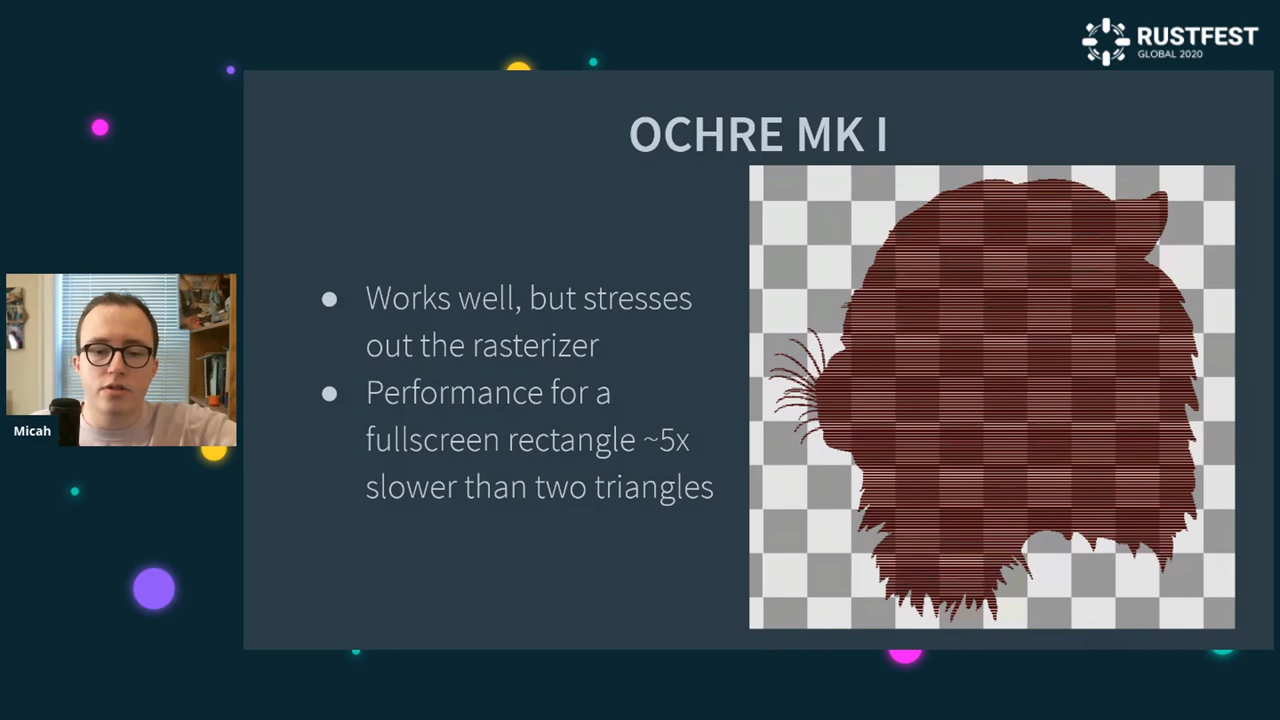 RUSTFEST
GLOBAL 2020
OCHRE MK I
● Works well, but stresses
out the rasterizer
● Performance for a
fullscreen rectangle ~5x
slower than two triangles
Micah